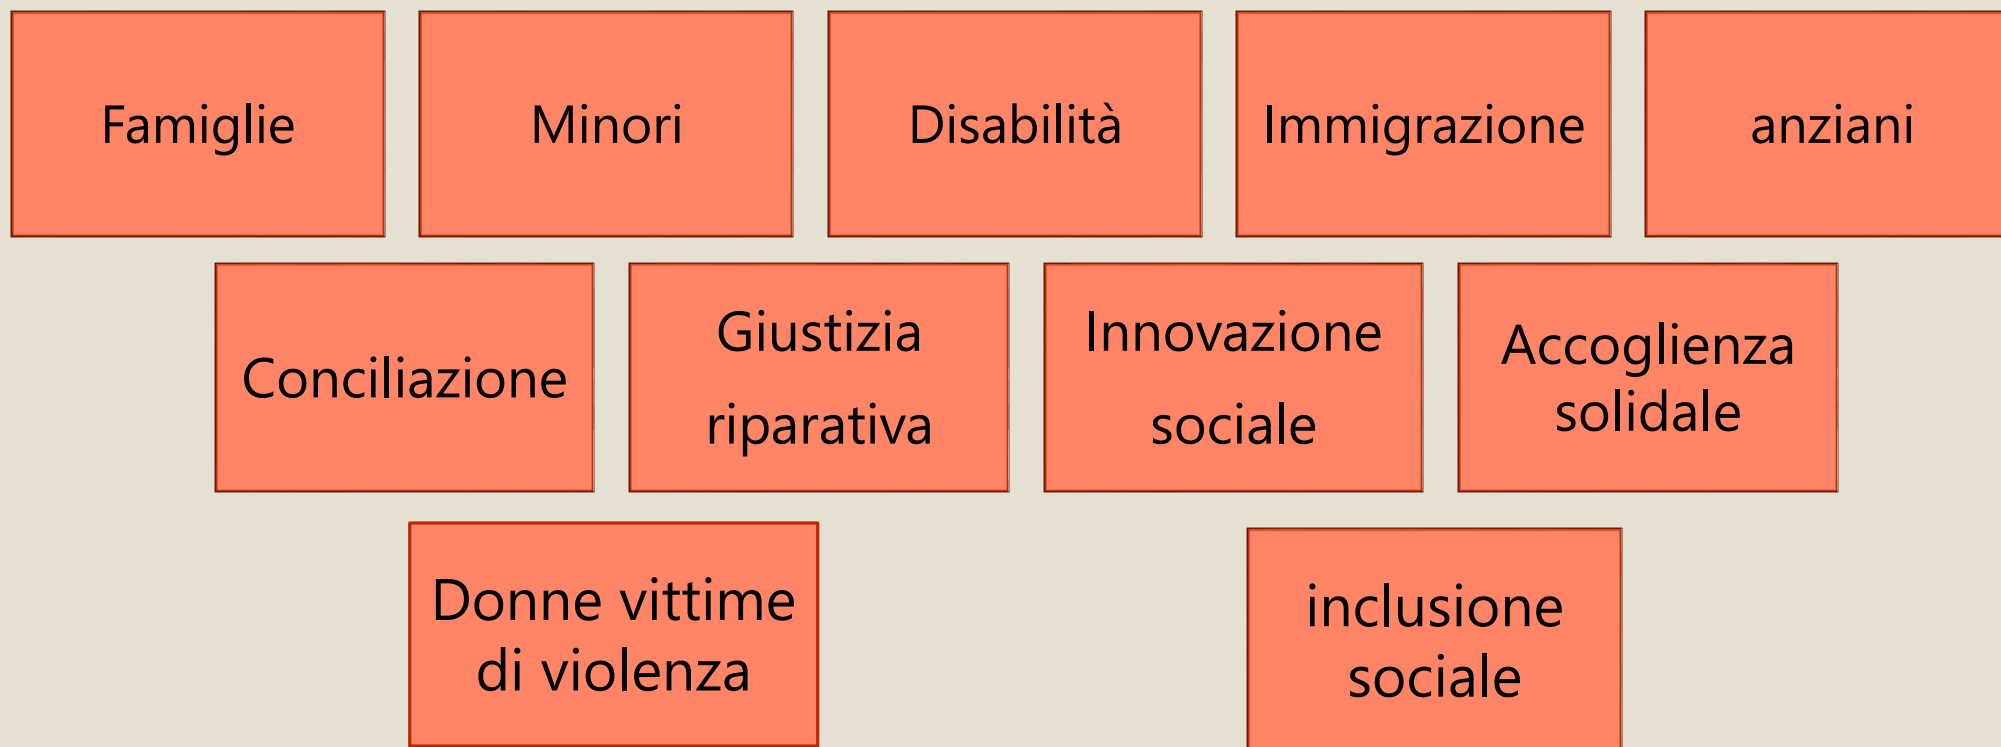 Famiglie
Minori
Disabilità
Immigrazione
anziani
Conciliazione
Giustizia
riparativa
Innovazione
sociale
Accoglienza
solidale
Donne vittime
di violenza
inclusione
sociale